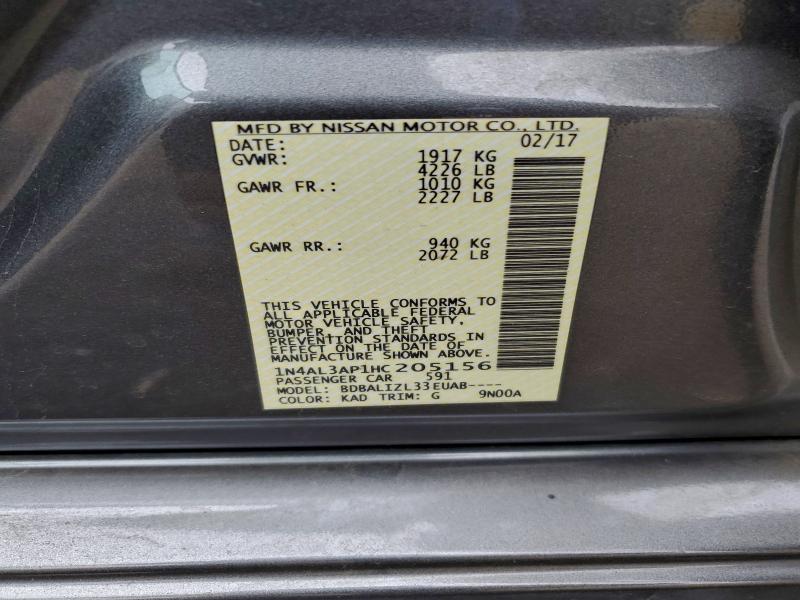 MFD BY NISSAN MOTOR CO., LTD.
DATE: 02/17
GVWR: 1917 KG
4226 LB
GAWR FR.: 1010 KG
2227 LB
GAWR RR.: 940 KG
2072 LB
THIS VEHICLE CONFORMS TO
ALL APPLICABLE FEDERAL
MOTOR VEHICLE SAFETY,
BUMPER, AND THEFT
PREVENTION STANDARDS IN
EFFECT ON THE DATE OF
MANUFACTURE SHOWN ABOVE.
1N4AL3AP1HC 205156
PASSENGER CAR 591
MODEL: BDBALIZL33EUAB----
COLOR: KAD TRIM: G 9N00A